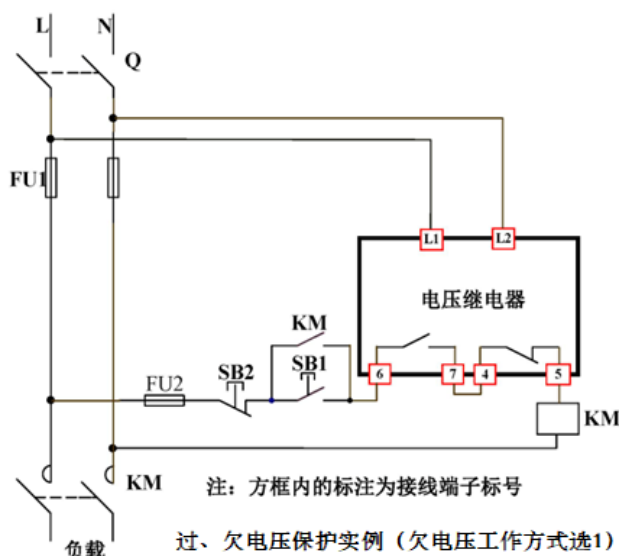 L N
Q
FU1
L1 L2
电压继电器
KM
SB2 SB1
FU2
6 7 4 5
KM
KM
注：方框内的标注为接线端子标号
负载
过、欠电压保护实例（欠电压工作方式选1）